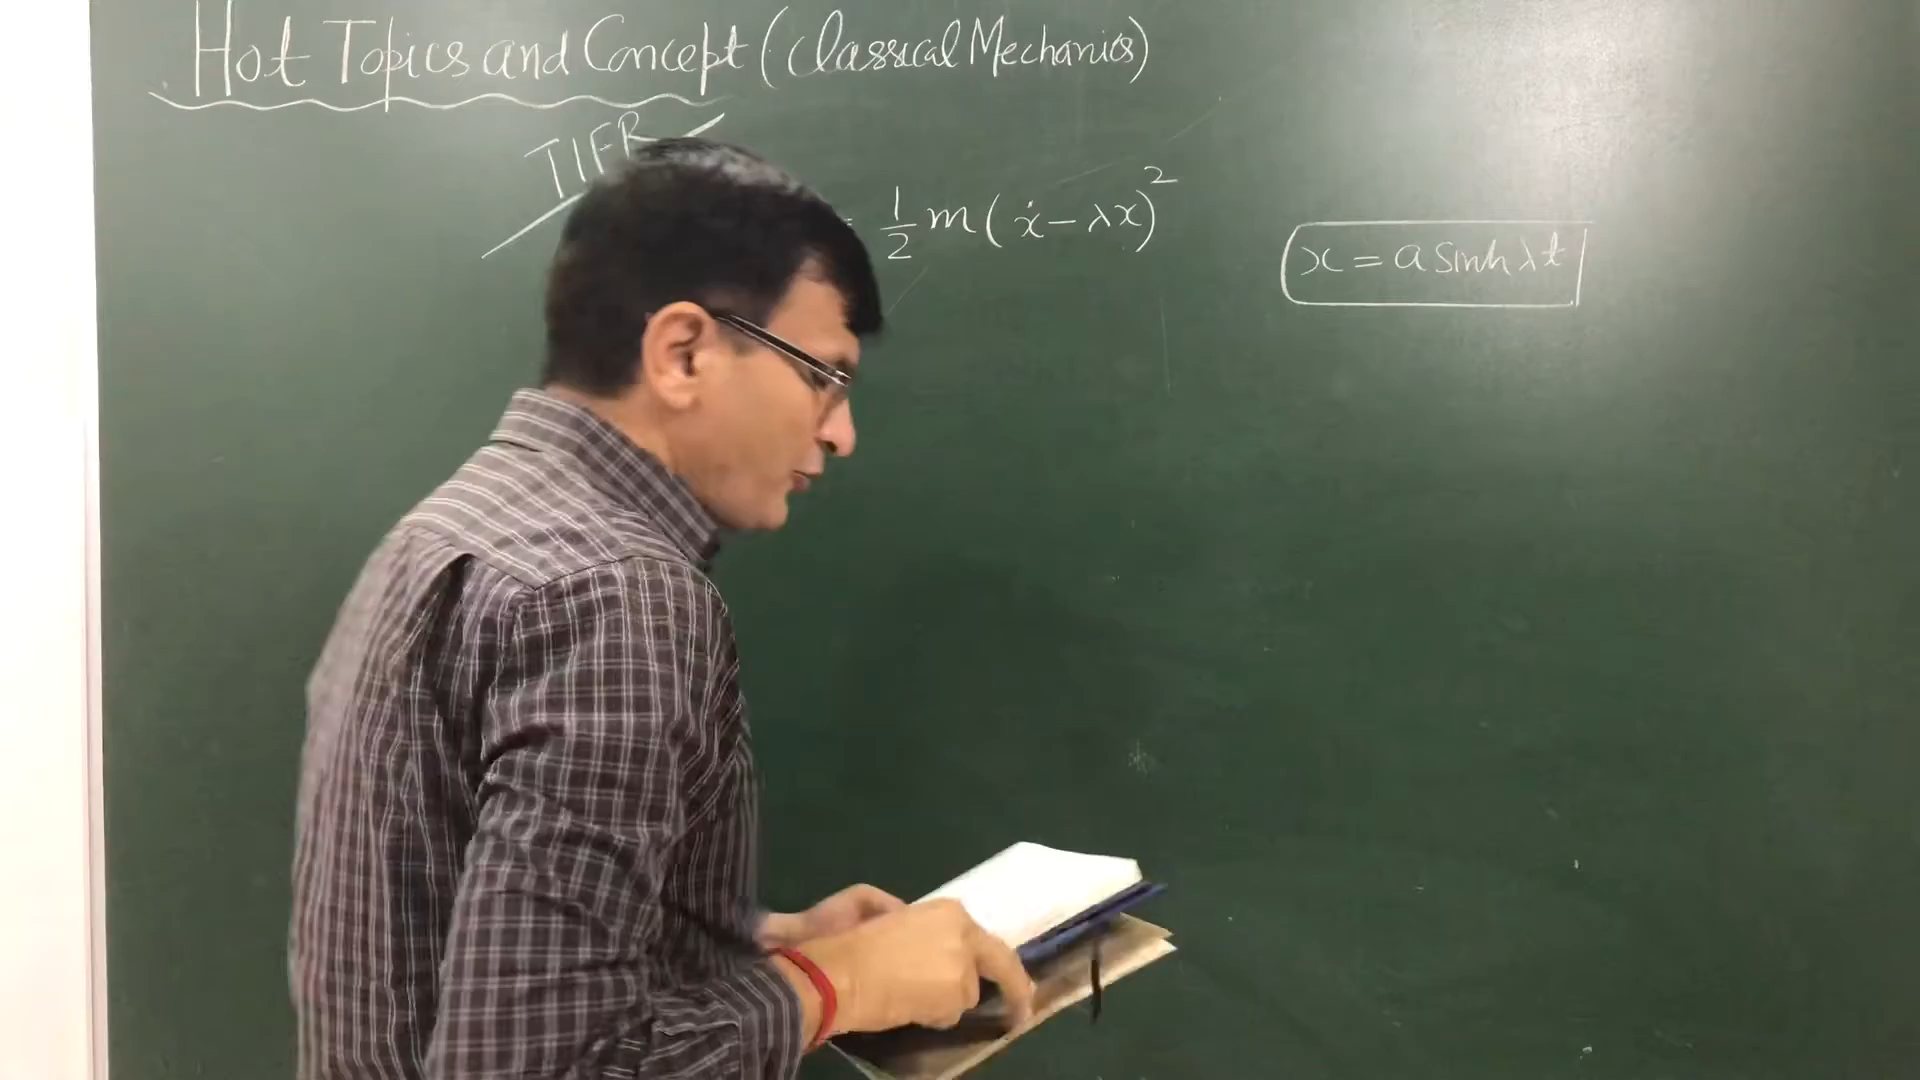 Hot Topics and Concept (Classical Mechanics)
TIFR
= 1/2 m (ẋ - λx)²
x = a sinh λt